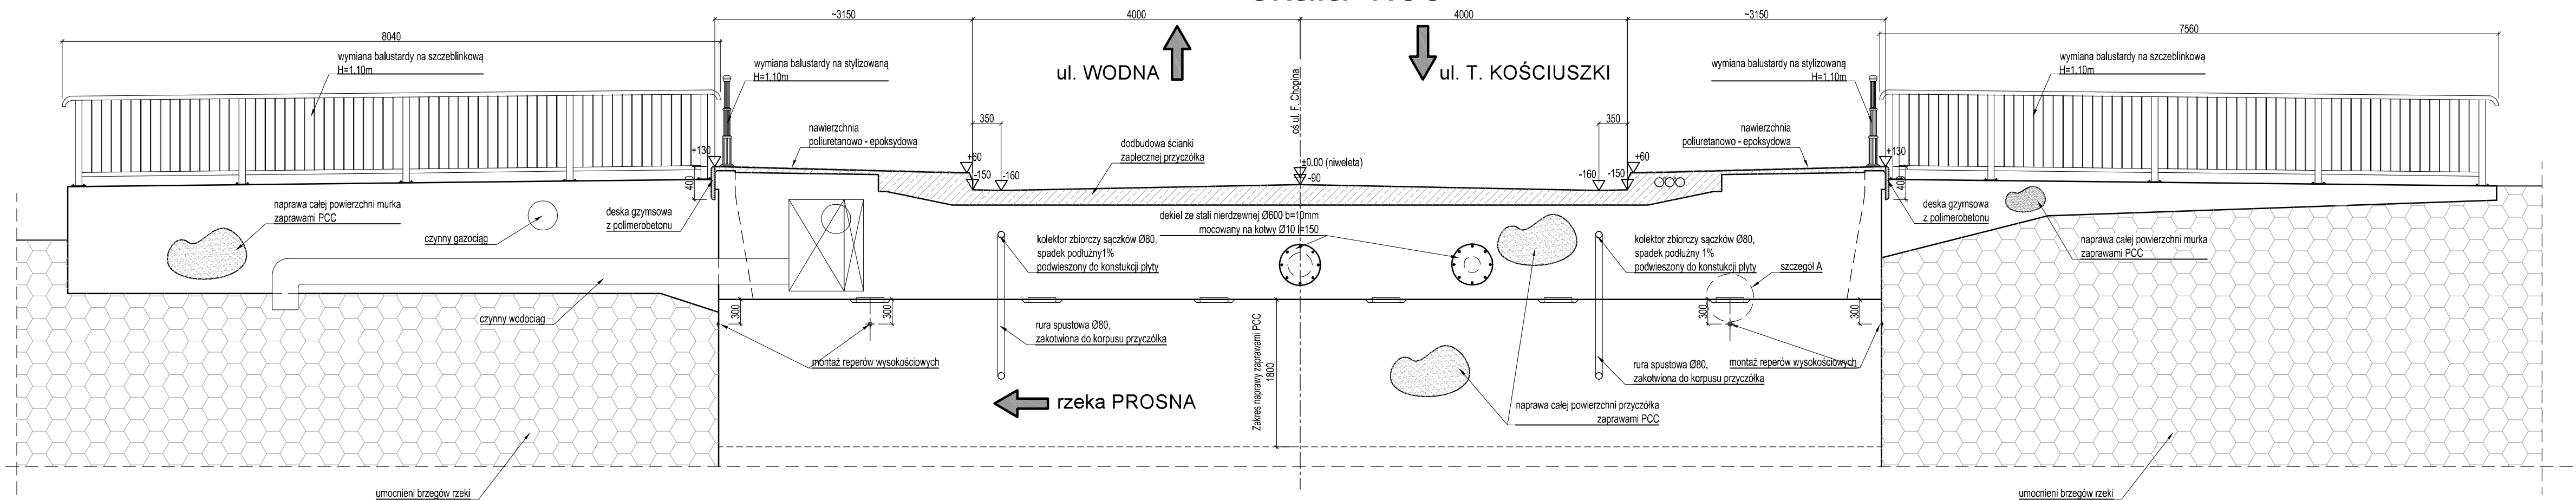 ~3150
4000
4000
~3150
8040
7560
wymiana balustardy na szczeblinkową
H=1.10m
wymiana balustardy na stylizowaną
H=1.10m
ul. WODNA
ul. T. KOŚCIUSZKI
wymiana balustardy na stylizowaną
H=1.10m
wymiana balustardy na szczeblinkową
H=1.10m
oś ul. F. Chopina
350
350
nawierzchnia
poliuretanowo - epoksydowa
dodbudowa ścianki
zaplecznej przyczółka
nawierzchnia
poliuretanowo - epoksydowa
+130
+60
-150
-160
±0.00 (niweleta)
-90
-160
-150
+60
+130
400
400
naprawa całej powierzchni murka
zaprawami PCC
czynny gazociąg
deska gzymsowa
z polimerobetonu
dekiel ze stali nierdzewnej Ø600 b=10mm
mocowany na kotwy Ø10 l=150
deska gzymsowa
z polimerobetonu
kolektor zbiorczy sączków Ø80,
spadek podłużny1%
podwieszony do konstukcji płyty
kolektor zbiorczy sączków Ø80,
spadek podłużny 1%
podwieszony do konstukcji płyty
szczegół A
naprawa całej powierzchni murka
zaprawami PCC
300
300
300
300
czynny wodociąg
rura spustowa Ø80,
zakotwiona do korpusu przyczółka
montaż reperów wysokościowych
Zakres naprawy zaprawami PCC
1800
montaż reperów wysokościowych
rura spustowa Ø80,
zakotwiona do korpusu przyczółka
rzeka PROSNA
naprawa całej powierzchni przyczółka
zaprawami PCC
umocnieni brzegów rzeki
umocnieni brzegów rzeki